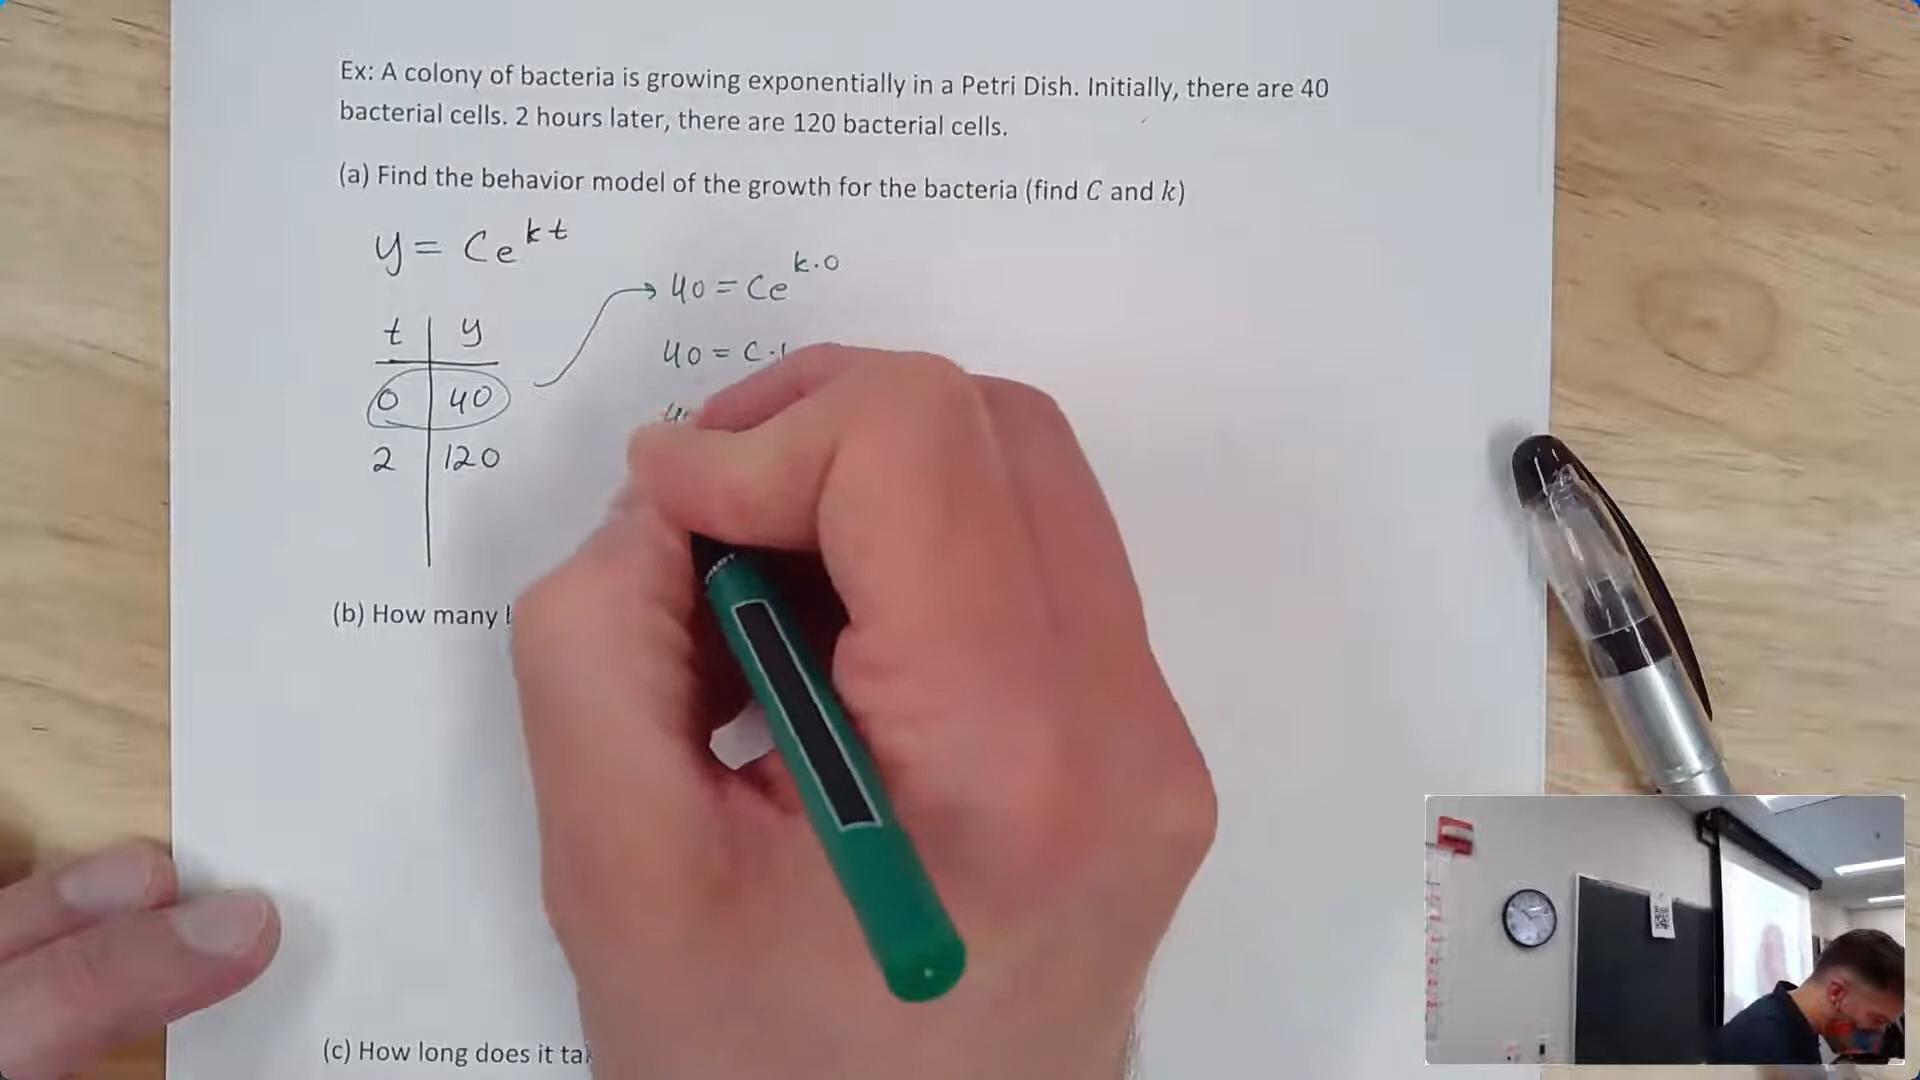 Ex: A colony of bacteria is growing exponentially in a Petri Dish. Initially, there are 40
bacterial cells. 2 hours later, there are 120 bacterial cells.
(a) Find the behavior model of the growth for the bacteria (find C and k)
y = Ce^kt
t y
0 40
2 120
40 = Ce^k·0
40 = C·1
(b) How many
(c) How long does it